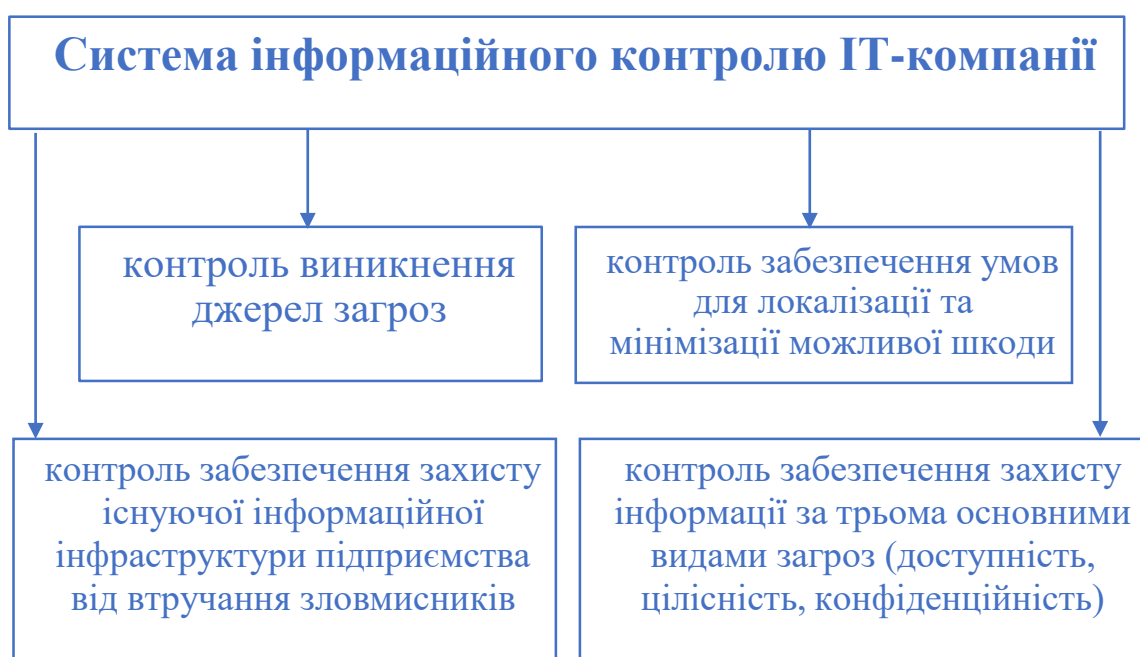 Система інформаційного контролю ІТ-компанії
контроль виникнення
джерел загроз
контроль забезпечення умов
для локалізації та
мінімізації можливої шкоди
контроль забезпечення захисту
існуючої інформаційної
інфраструктури підприємства
від втручання зловмисників
контроль забезпечення захисту
інформації за трьома основними
видами загроз (доступність,
цілісність, конфіденційність)